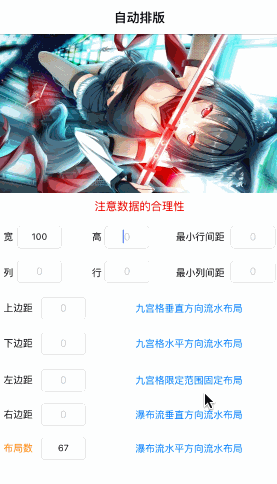 自动排版
注意数据的合理性
宽 100 高 0 最小行间距 0
列 0 行 0 最小列间距 0
上边距 0 九宫格垂直方向流水布局
下边距 0 九宫格水平方向流水布局
左边距 0 九宫格限定范围固定布局
右边距 0 瀑布流垂直方向流水布局
布局数 67 瀑布流水平方向流水布局